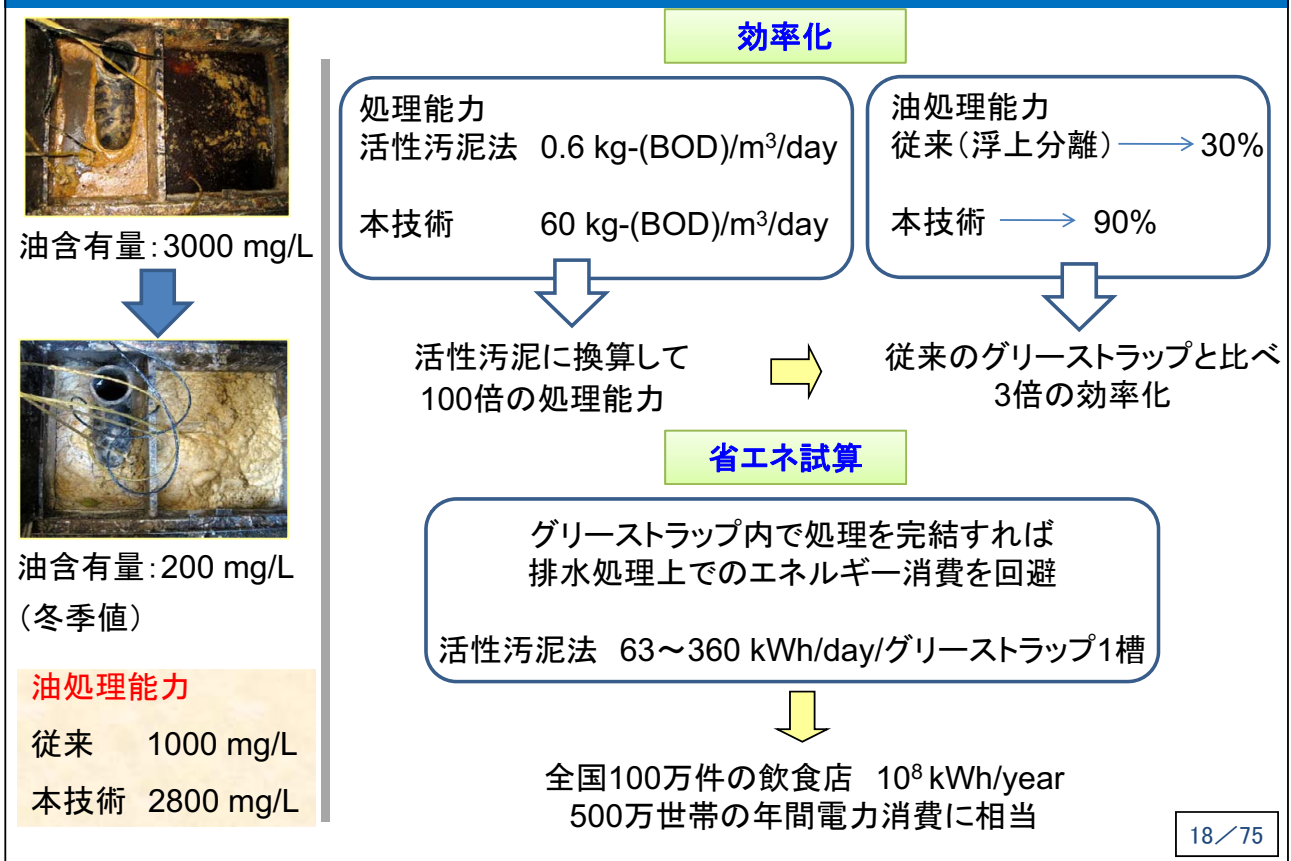 油含有量：3000 mg/L
油含有量：200 mg/L
（冬季値）
油処理能力
従来 1000 mg/L
本技術 2800 mg/L
効率化
処理能力
活性汚泥法 0.6 kg-(BOD)/m³/day
本技術 60 kg-(BOD)/m³/day
活性汚泥に換算して
100倍の処理能力
油処理能力
従来（浮上分離） → 30%
本技術 → 90%
従来のグリーストラップと比べ
3倍の効率化
省エネ試算
グリーストラップ内で処理を完結すれば
排水処理上でのエネルギー消費を回避
活性汚泥法 63～360 kWh/day/グリーストラップ1槽
全国100万件の飲食店 10⁸ kWh/year
500万世帯の年間電力消費に相当
18／75